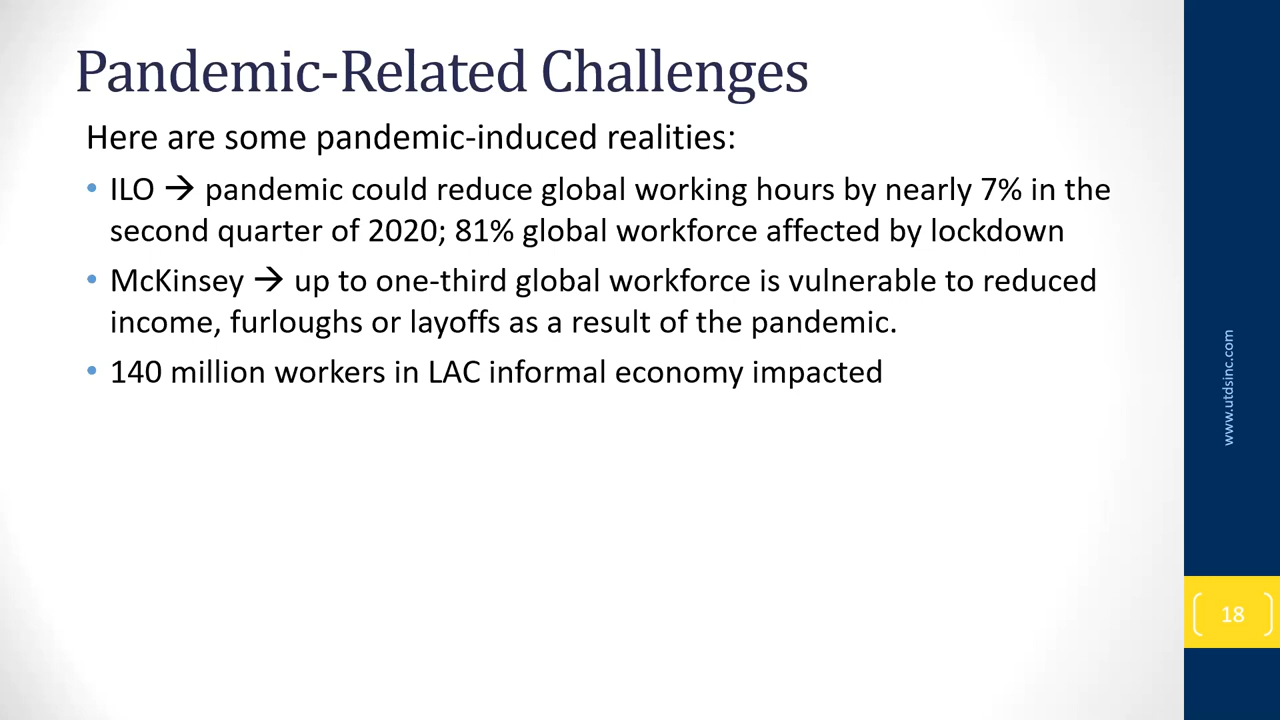 Pandemic-Related Challenges
Here are some pandemic-induced realities:
• ILO → pandemic could reduce global working hours by nearly 7% in the
second quarter of 2020; 81% global workforce affected by lockdown
• McKinsey → up to one-third global workforce is vulnerable to reduced
income, furloughs or layoffs as a result of the pandemic.
• 140 million workers in LAC informal economy impacted
www.utdsinc.com
18